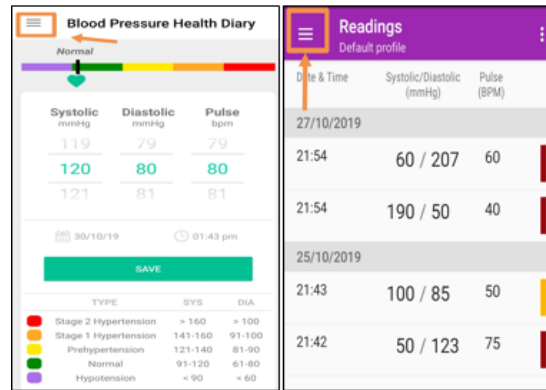 Blood Pressure Health Diary
Normal
Systolic Diastolic Pulse
mmHg mmHg bpm
119 79 79
120 80 80
121 81 81
30/10/19 01:43 pm
SAVE
TYPE SYS DIA
Stage 2 Hypertension > 160 > 100
Stage 1 Hypertension 141-160 91-100
Prehypertension 121-140 81-90
Normal 91-120 61-80
Hypotension < 90 < 60
Readings
Default profile
Date & Time Systolic/Diastolic Pulse
(mmHg) (BPM)
27/10/2019
21:54 60 / 207 60
21:54 190 / 50 40
25/10/2019
21:43 100 / 85 50
21:42 50 / 123 75